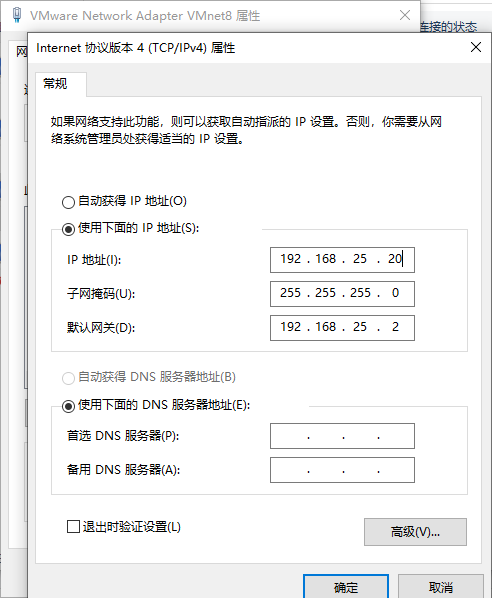 VMware Network Adapter VMnet8 属性
连接的状态
Internet 协议版本 4 (TCP/IPv4) 属性
常规
如果网络支持此功能，则可以获取自动指派的 IP 设置。否则，你需要从网
络系统管理员处获得适当的 IP 设置。
自动获得 IP 地址(O)
使用下面的 IP 地址(S):
IP 地址(I):
192 . 168 . 25 . 20
子网掩码(U):
255 . 255 . 255 . 0
默认网关(D):
192 . 168 . 25 . 2
自动获得 DNS 服务器地址(B)
使用下面的 DNS 服务器地址(E):
首选 DNS 服务器(P):
. . .
备用 DNS 服务器(A):
. . .
退出时验证设置(L)
高级(V)...
确定
取消